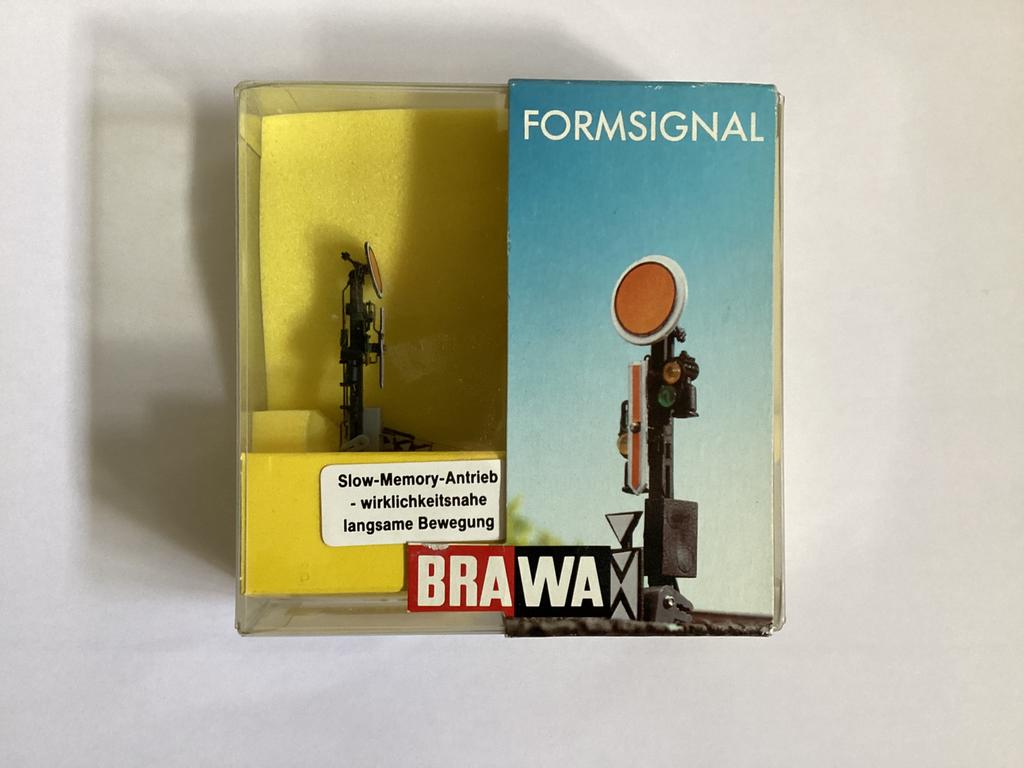 FORMSIGNAL
Slow-Memory-Antrieb
- wirklichkeitsnahe
langsame Bewegung
BRAWA